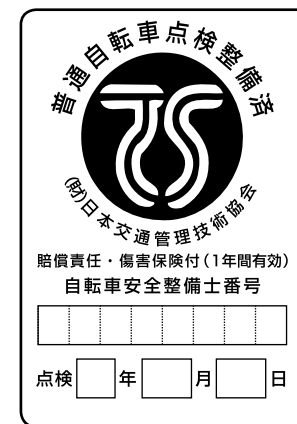 普通自転車点検整備済
TS
(財)日本交通管理技術協会
賠償責任・傷害保険付(1年間有効)
自転車安全整備士番号
点検 年 月 日